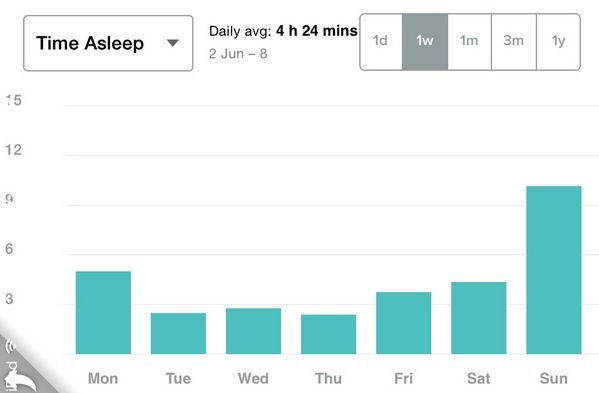 Time Asleep
Daily avg: 4 h 24 mins
2 Jun – 8
1d 1w 1m 3m 1y
15
12
9
6
3
Mon Tue Wed Thu Fri Sat Sun